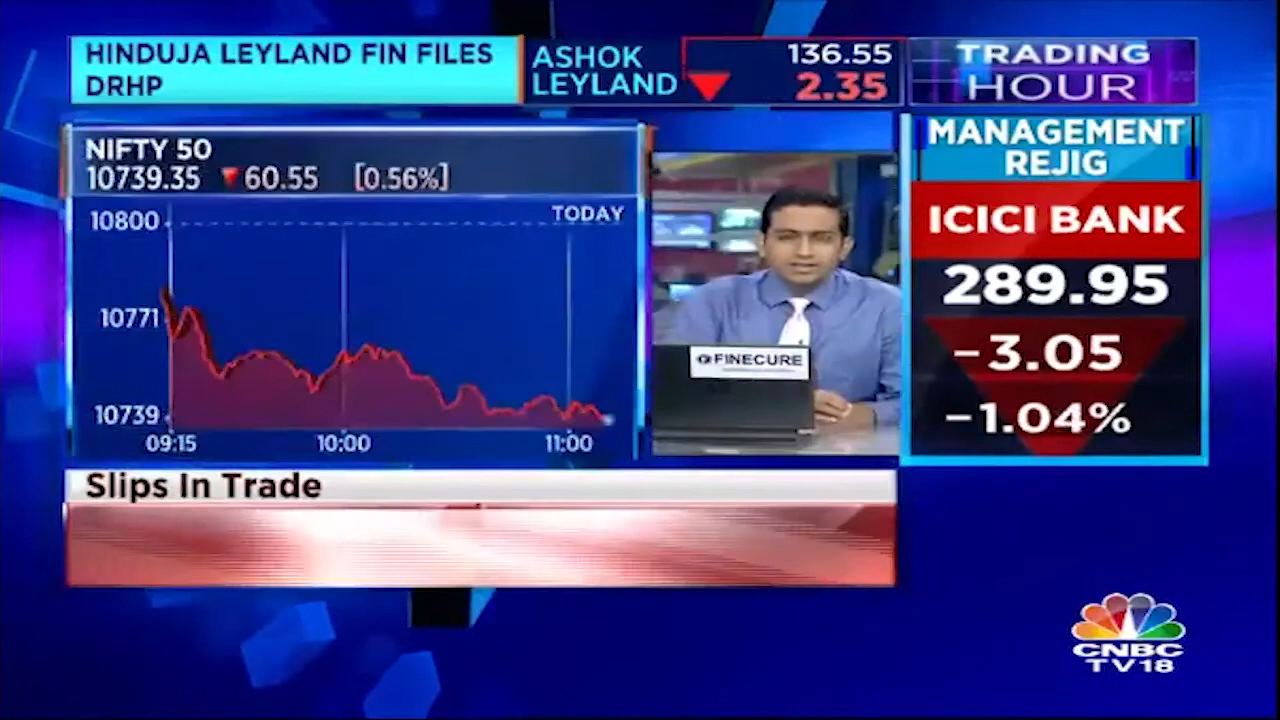 HINDUJA LEYLAND FIN FILES
DRHP
ASHOK
LEYLAND
136.55
2.35
TRADING
HOUR
NIFTY 50
10739.35 ▼ 60.55 [0.56%]
TODAY
10800
10771
10739
09:15 10:00 11:00
FINECURE
MANAGEMENT
REJIG
ICICI BANK
289.95
-3.05
-1.04%
Slips In Trade
CNBC
TV18